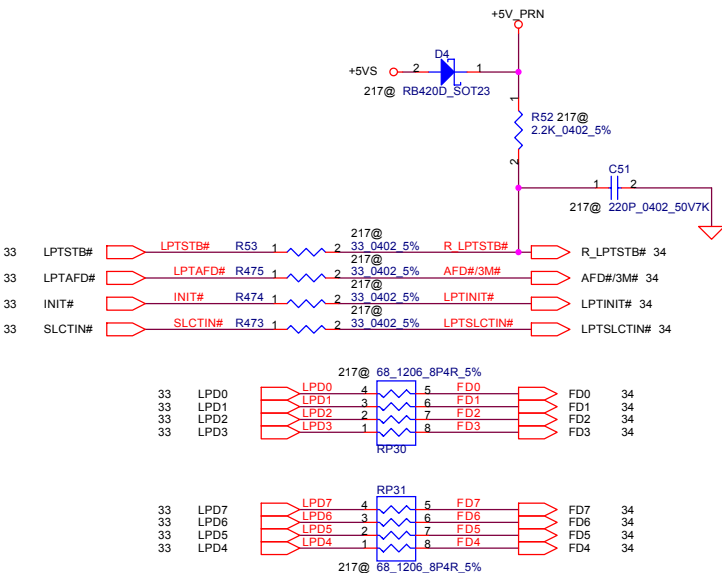 +5V_PRN
D4
+5VS 2 1
217@ RB420D_SOT23
1
R52 217@
2.2K_0402_5%
2
C51
1 2
217@ 220P_0402_50V7K
217@
33 LPTSTB# LPTSTB# R53 1 2 33_0402_5% R_LPTSTB# R_LPTSTB# 34
217@
33 LPTAFD# LPTAFD# R475 1 2 33_0402_5% AFD#/3M# AFD#/3M# 34
217@
33 INIT# INIT# R474 1 2 33_0402_5% LPTINIT# LPTINIT# 34
217@
33 SLCTIN# SLCTIN# R473 1 2 33_0402_5% LPTSLCTIN# LPTSLCTIN# 34
217@ 68_1206_8P4R_5%
33 LPD0 LPD0 4 5 FD0 FD0 34
33 LPD1 LPD1 3 6 FD1 FD1 34
33 LPD2 LPD2 2 7 FD2 FD2 34
33 LPD3 LPD3 1 8 FD3 FD3 34
RP30
RP31
33 LPD7 LPD7 4 5 FD7 FD7 34
33 LPD6 LPD6 3 6 FD6 FD6 34
33 LPD5 LPD5 2 7 FD5 FD5 34
33 LPD4 LPD4 1 8 FD4 FD4 34
217@ 68_1206_8P4R_5%